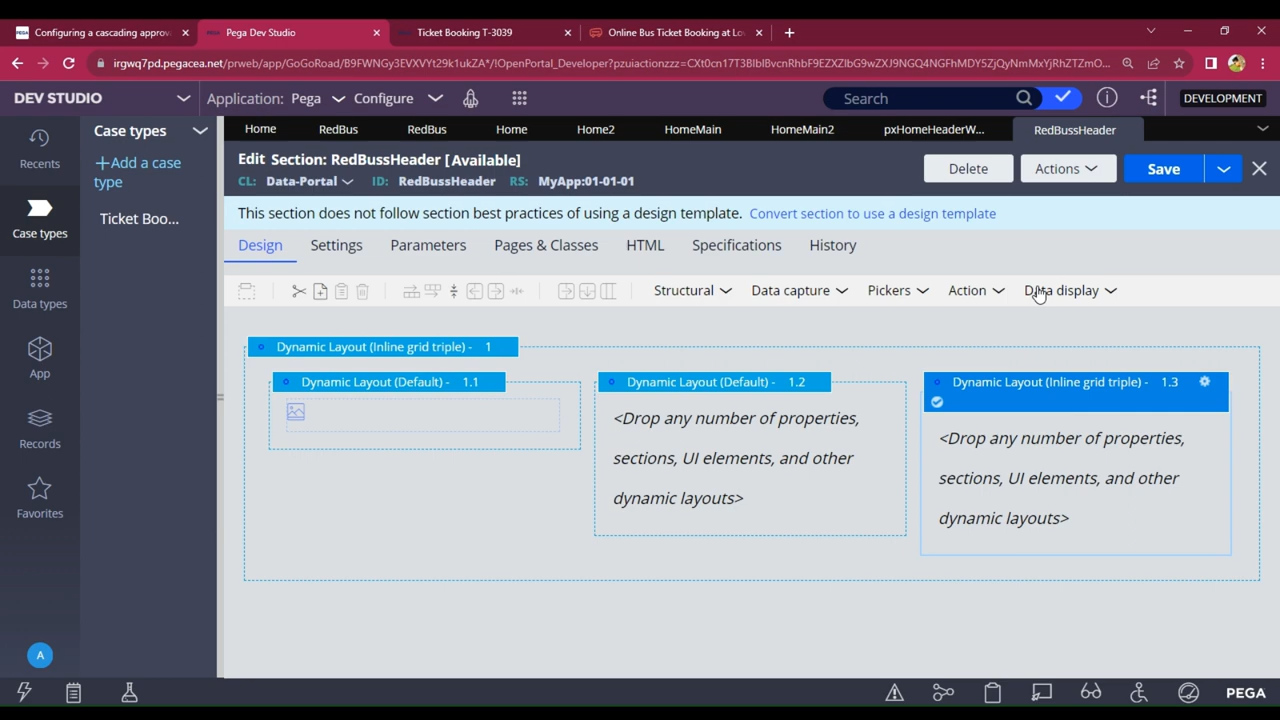 Configuring a cascading approv
Pega Dev Studio
Ticket Booking T-3039
Online Bus Ticket Booking at Lo
irgwq7pd.pegacea.net/prweb/app/GoGoRoad/B9FWNGy3EVXVYt29k1ukZA*/!OpenPortal_Developer?pzuiactionzzz=CXt0cn17T3BlblBvcnRhbF9EZXZlbG9wZXJ9NGQ4NGFhMDY5ZjQyNmMxYjRhZTZmO...
DEV STUDIO
Application: Pega
Configure
Search
DEVELOPMENT
Recents
Case types
Data types
App
Records
Favorites
A
Case types
+Add a case
type
Ticket Boo...
Home
RedBus
RedBus
Home
Home2
HomeMain
HomeMain2
pxHomeHeaderW...
RedBussHeader
Edit Section: RedBussHeader [Available]
CL: Data-Portal ID: RedBussHeader RS: MyApp:01-01-01
Delete
Actions
Save
This section does not follow section best practices of using a design template. Convert section to use a design template
Design
Settings
Parameters
Pages & Classes
HTML
Specifications
History
Structural
Data capture
Pickers
Action
Data display
Dynamic Layout (Inline grid triple) - 1
Dynamic Layout (Default) - 1.1
Dynamic Layout (Default) - 1.2
<Drop any number of properties,
sections, UI elements, and other
dynamic layouts>
Dynamic Layout (Inline grid triple) - 1.3
<Drop any number of properties,
sections, UI elements, and other
dynamic layouts>
PEGA